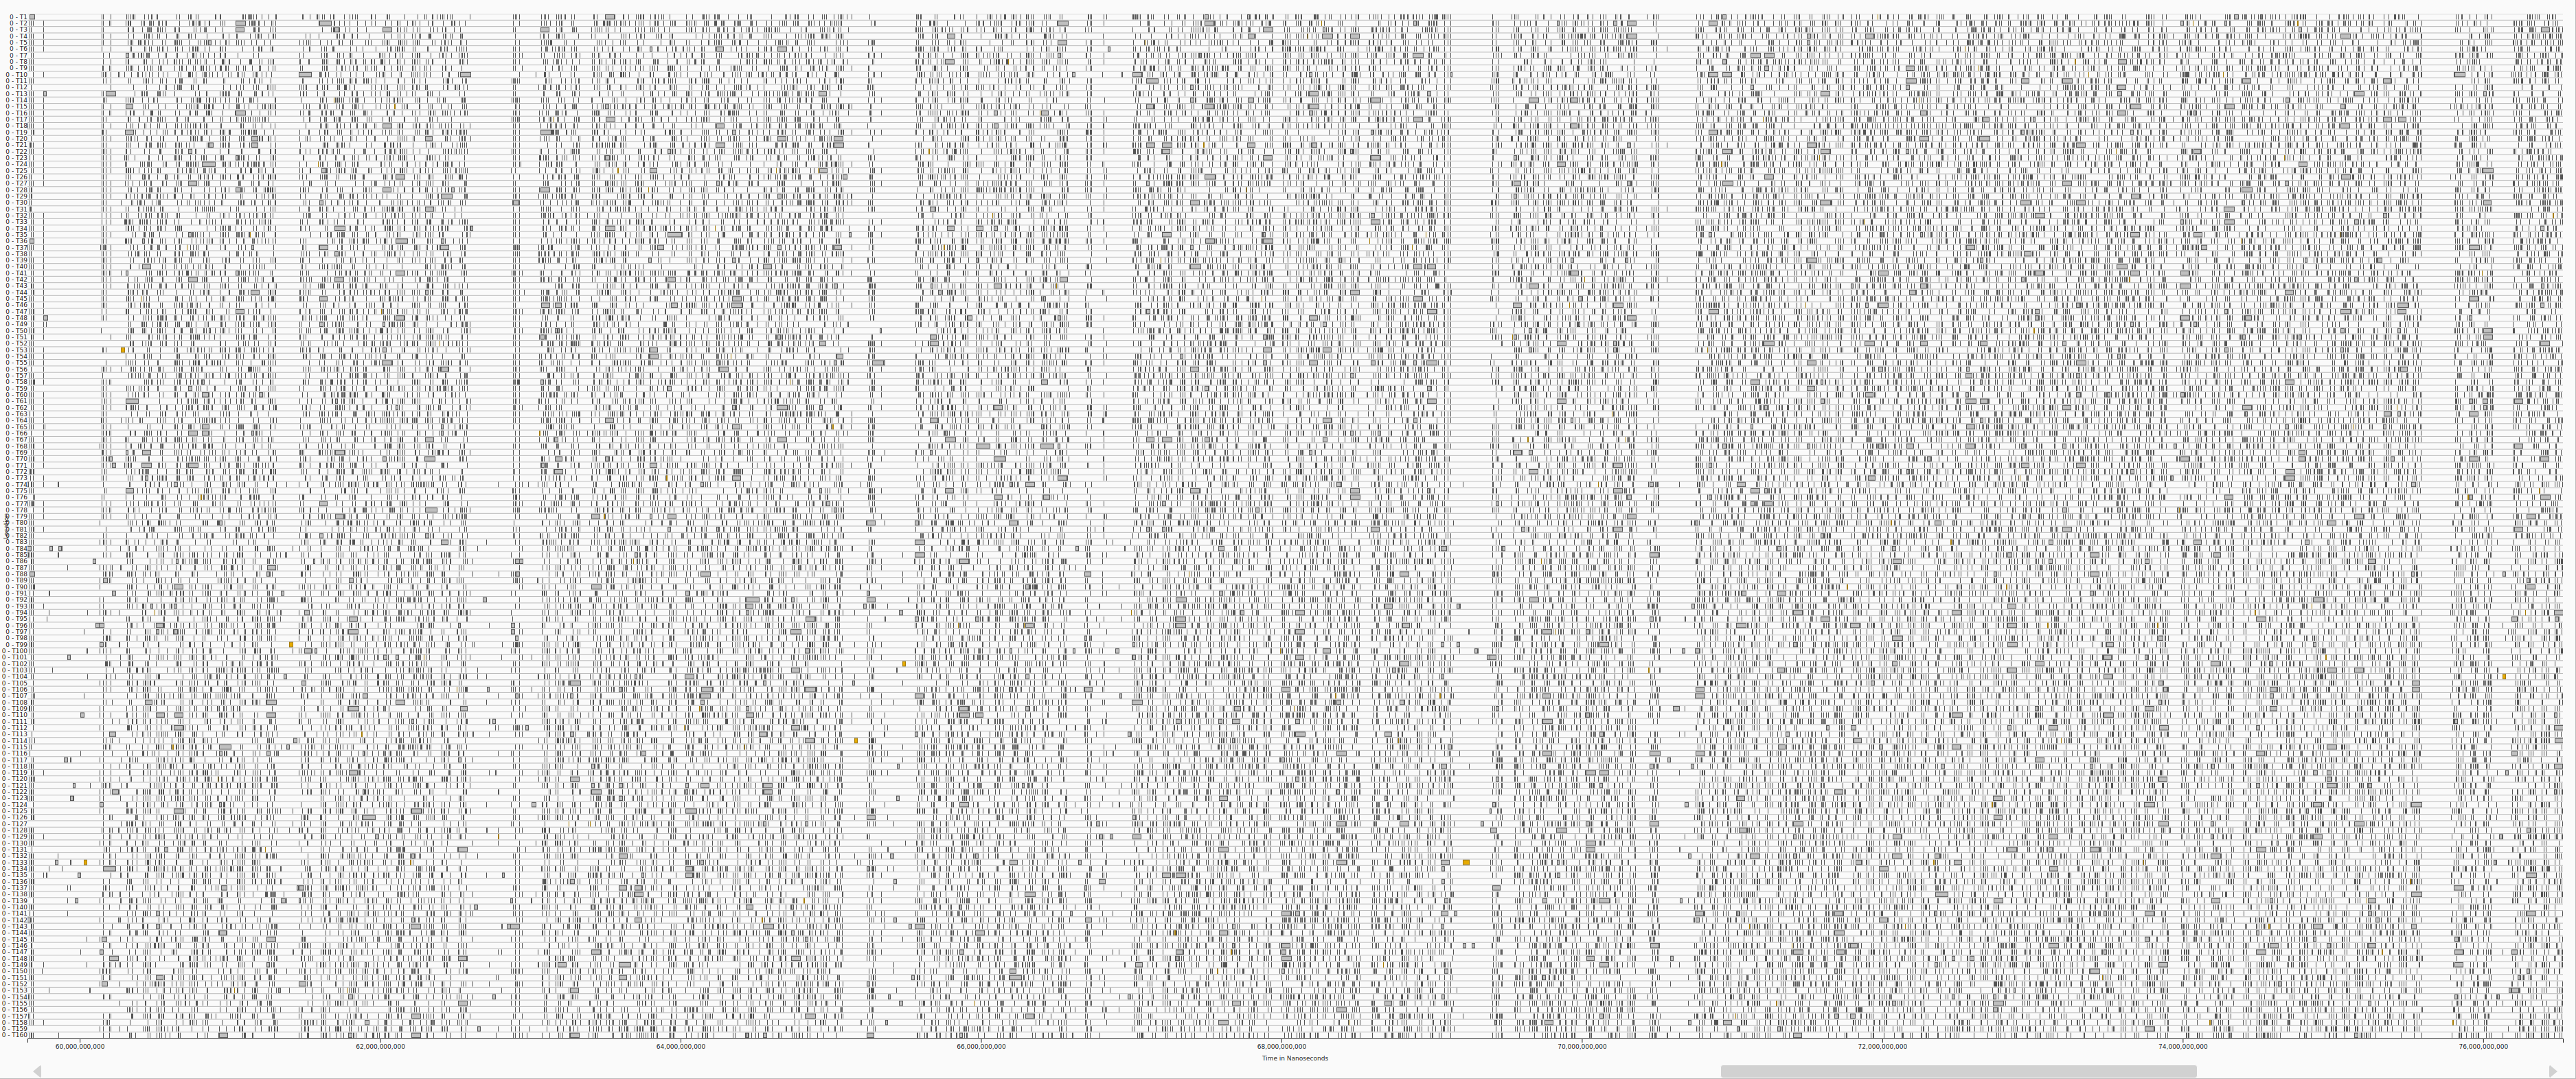 0 - T1
0 - T2
0 - T3
0 - T4
0 - T5
0 - T6
0 - T7
0 - T8
0 - T9
0 - T10
0 - T11
0 - T12
0 - T13
0 - T14
0 - T15
0 - T16
0 - T17
0 - T18
0 - T19
0 - T20
0 - T21
0 - T22
0 - T23
0 - T24
0 - T25
0 - T26
0 - T27
0 - T28
0 - T29
0 - T30
0 - T31
0 - T32
0 - T33
0 - T34
0 - T35
0 - T36
0 - T37
0 - T38
0 - T39
0 - T40
0 - T41
0 - T42
0 - T43
0 - T44
0 - T45
0 - T46
0 - T47
0 - T48
0 - T49
0 - T50
0 - T51
0 - T52
0 - T53
0 - T54
0 - T55
0 - T56
0 - T57
0 - T58
0 - T59
0 - T60
0 - T61
0 - T62
0 - T63
0 - T64
0 - T65
0 - T66
0 - T67
0 - T68
0 - T69
0 - T70
0 - T71
0 - T72
0 - T73
0 - T74
0 - T75
0 - T76
0 - T77
0 - T78
0 - T79
0 - T80
0 - T81
0 - T82
0 - T83
0 - T84
0 - T85
0 - T86
0 - T87
0 - T88
0 - T89
0 - T90
0 - T91
0 - T92
0 - T93
0 - T94
0 - T95
0 - T96
0 - T97
0 - T98
0 - T99
0 - T100
0 - T101
0 - T102
0 - T103
0 - T104
0 - T105
0 - T106
0 - T107
0 - T108
0 - T109
0 - T110
0 - T111
0 - T112
0 - T113
0 - T114
0 - T115
0 - T116
0 - T117
0 - T118
0 - T119
0 - T120
0 - T121
0 - T122
0 - T123
0 - T124
0 - T125
0 - T126
0 - T127
0 - T128
0 - T129
0 - T130
0 - T131
0 - T132
0 - T133
0 - T134
0 - T135
0 - T136
0 - T137
0 - T138
0 - T139
0 - T140
0 - T141
0 - T142
0 - T143
0 - T144
0 - T145
0 - T146
0 - T147
0 - T148
0 - T149
0 - T150
0 - T151
0 - T152
0 - T153
0 - T154
0 - T155
0 - T156
0 - T157
0 - T158
0 - T159
0 - T160
60,000,000,000 62,000,000,000 64,000,000,000 66,000,000,000 68,000,000,000 70,000,000,000 72,000,000,000 74,000,000,000 76,000,000,000
Time in Nanoseconds